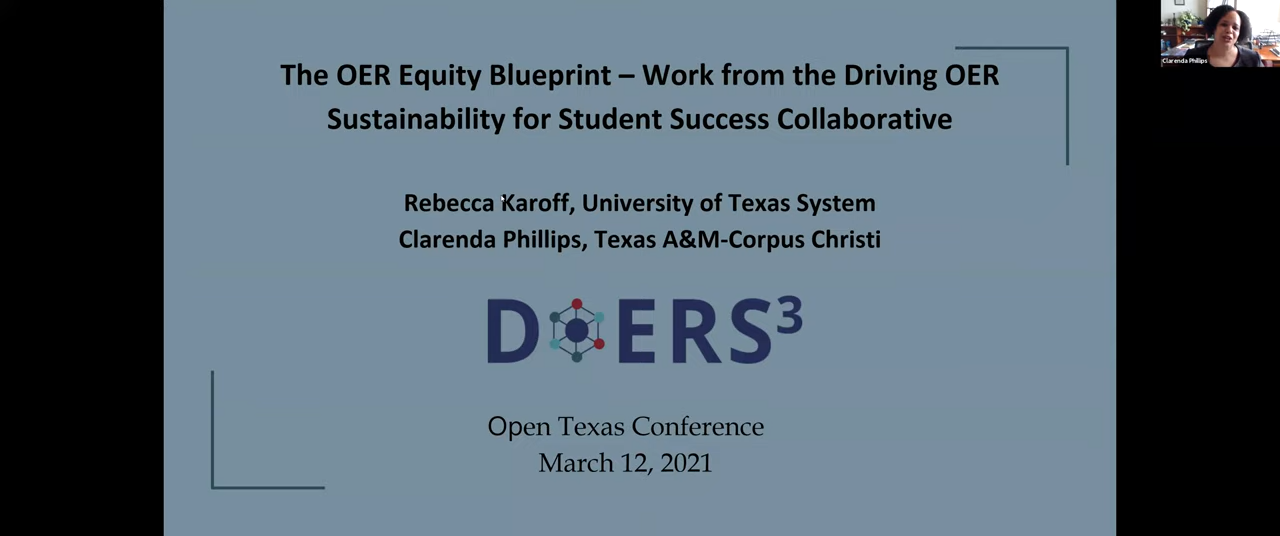 The OER Equity Blueprint – Work from the Driving OER
Sustainability for Student Success Collaborative
Rebecca Karoff, University of Texas System
Clarenda Phillips, Texas A&M-Corpus Christi
DOERS3
Open Texas Conference
March 12, 2021
Clarenda Phillips